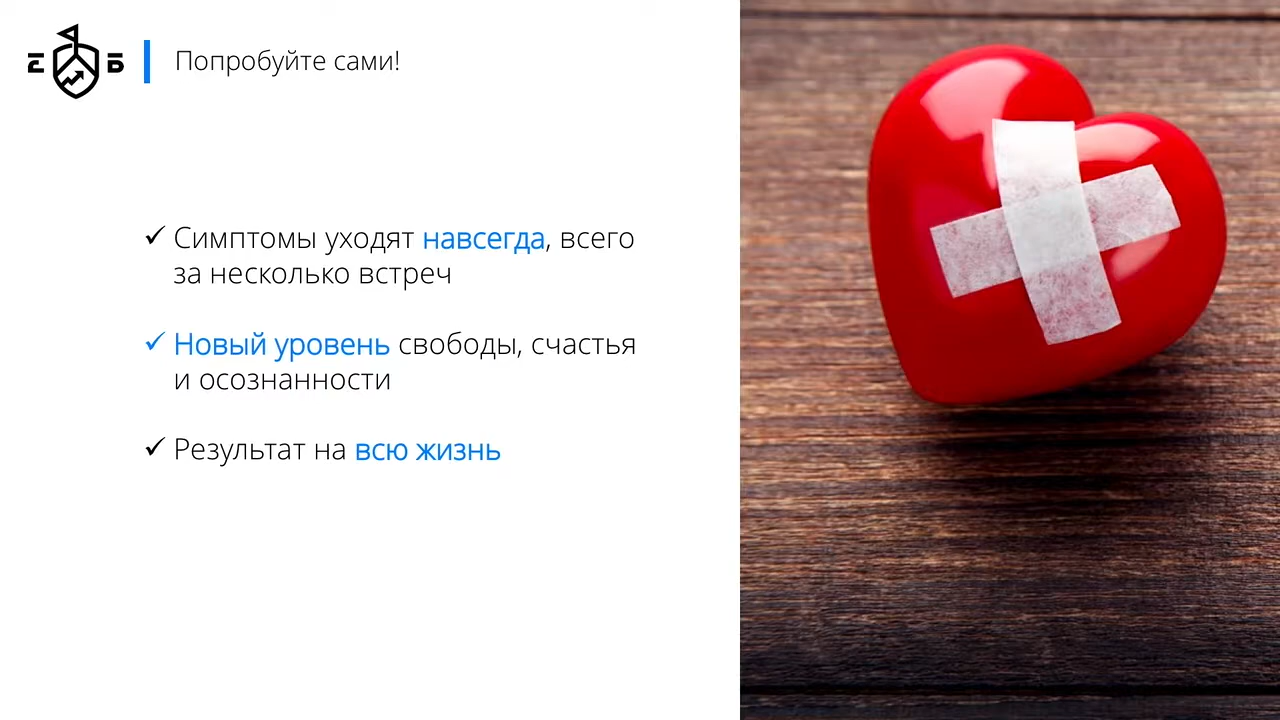 Е Б
Попробуйте сами!
Симптомы уходят навсегда, всего
за несколько встреч
Новый уровень свободы, счастья
и осознанности
Результат на всю жизнь